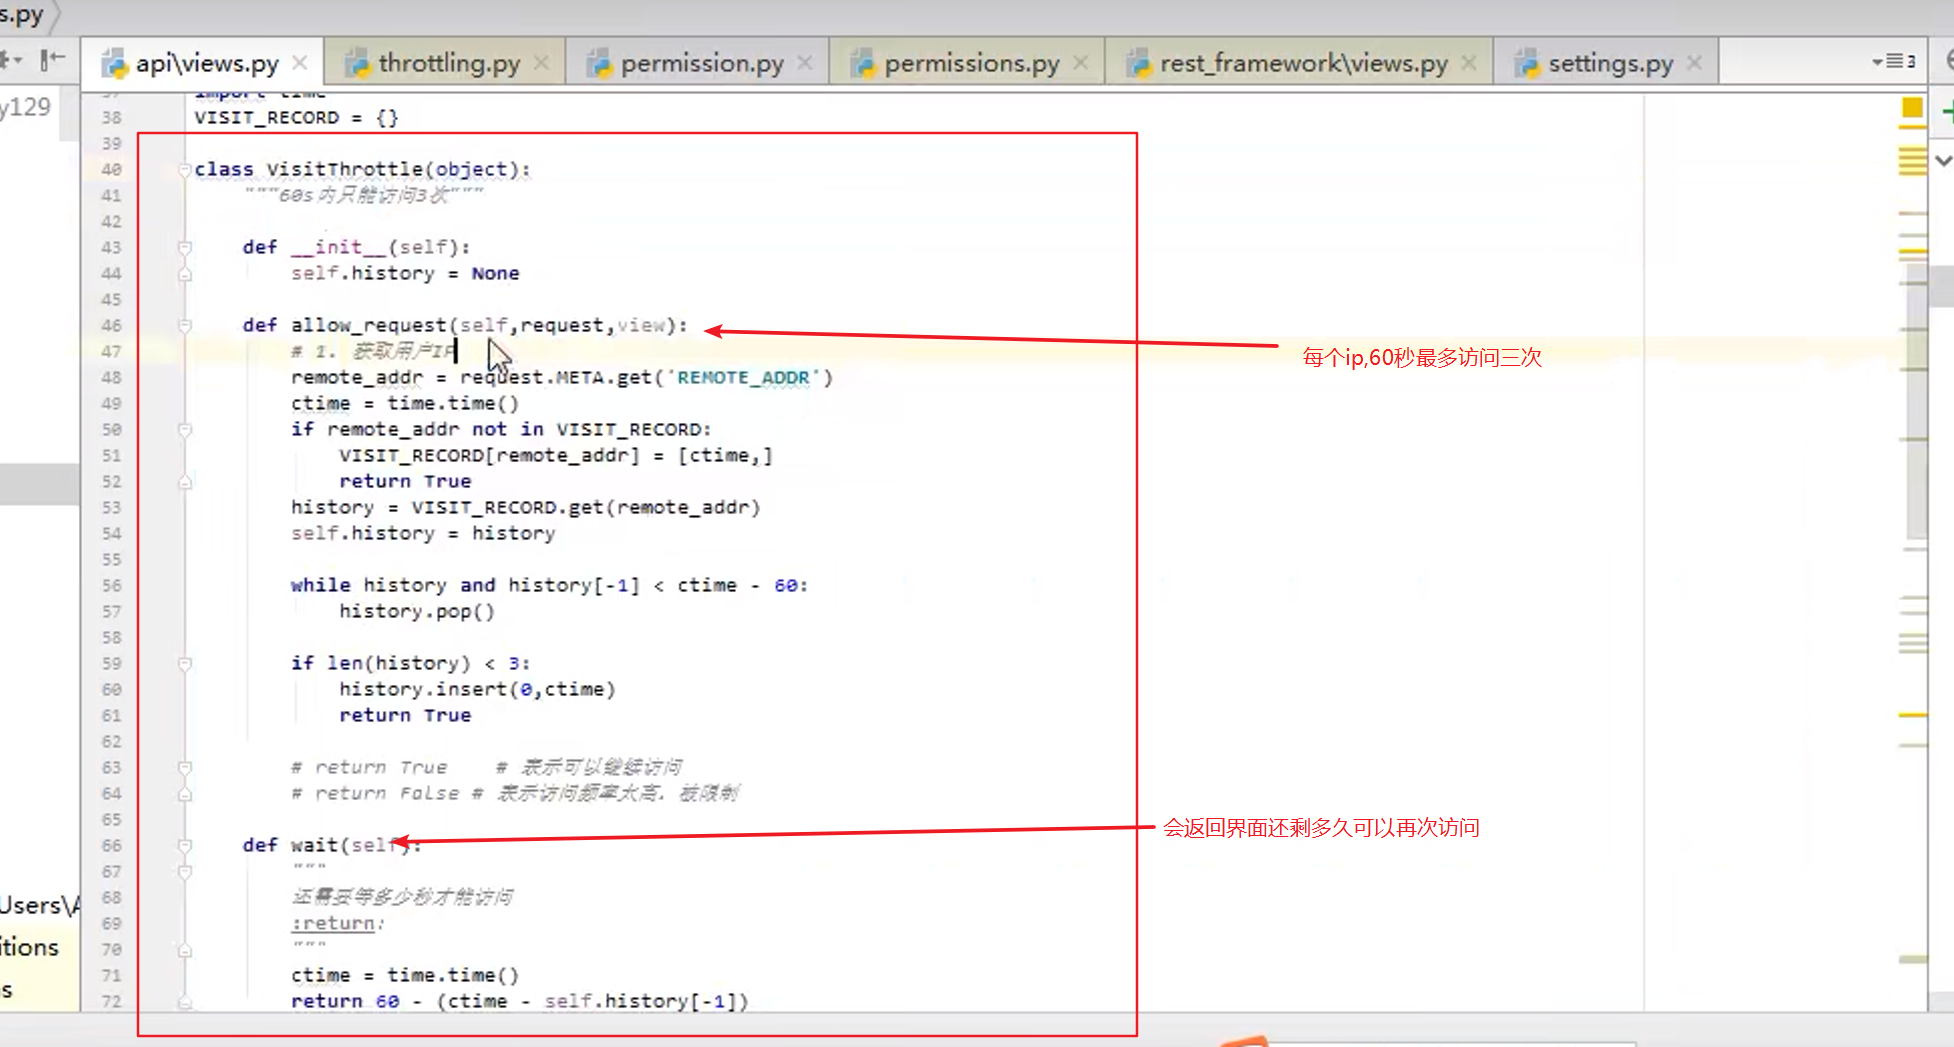 s.py
api\views.py
throttling.py
permission.py
permissions.py
rest_framework\views.py
settings.py
3
y129
37 import time
38 VISIT_RECORD = {}
39
40 class VisitThrottle(object):
41 """60s内只能访问3次"""
42
43 def __init__(self):
44 self.history = None
45
46 def allow_request(self,request,view):
每个ip,60秒最多访问三次
47 # 1. 获取用户IP
48 remote_addr = request.META.get('REMOTE_ADDR')
49 ctime = time.time()
50 if remote_addr not in VISIT_RECORD:
51 VISIT_RECORD[remote_addr] = [ctime,]
52 return True
53 history = VISIT_RECORD.get(remote_addr)
54 self.history = history
55
56 while history and history[-1] < ctime - 60:
57 history.pop()
58
59 if len(history) < 3:
60 history.insert(0,ctime)
61 return True
62
63 # return True # 表示可以继续访问
64 # return False # 表示访问频率太高，被限制
65
会返回界面还剩多久可以再次访问
66 def wait(self):
67 """
68 还需要等多少秒才能访问
69 :return:
70 """
71 ctime = time.time()
72 return 60 - (ctime - self.history[-1])
Users\A
itions
s